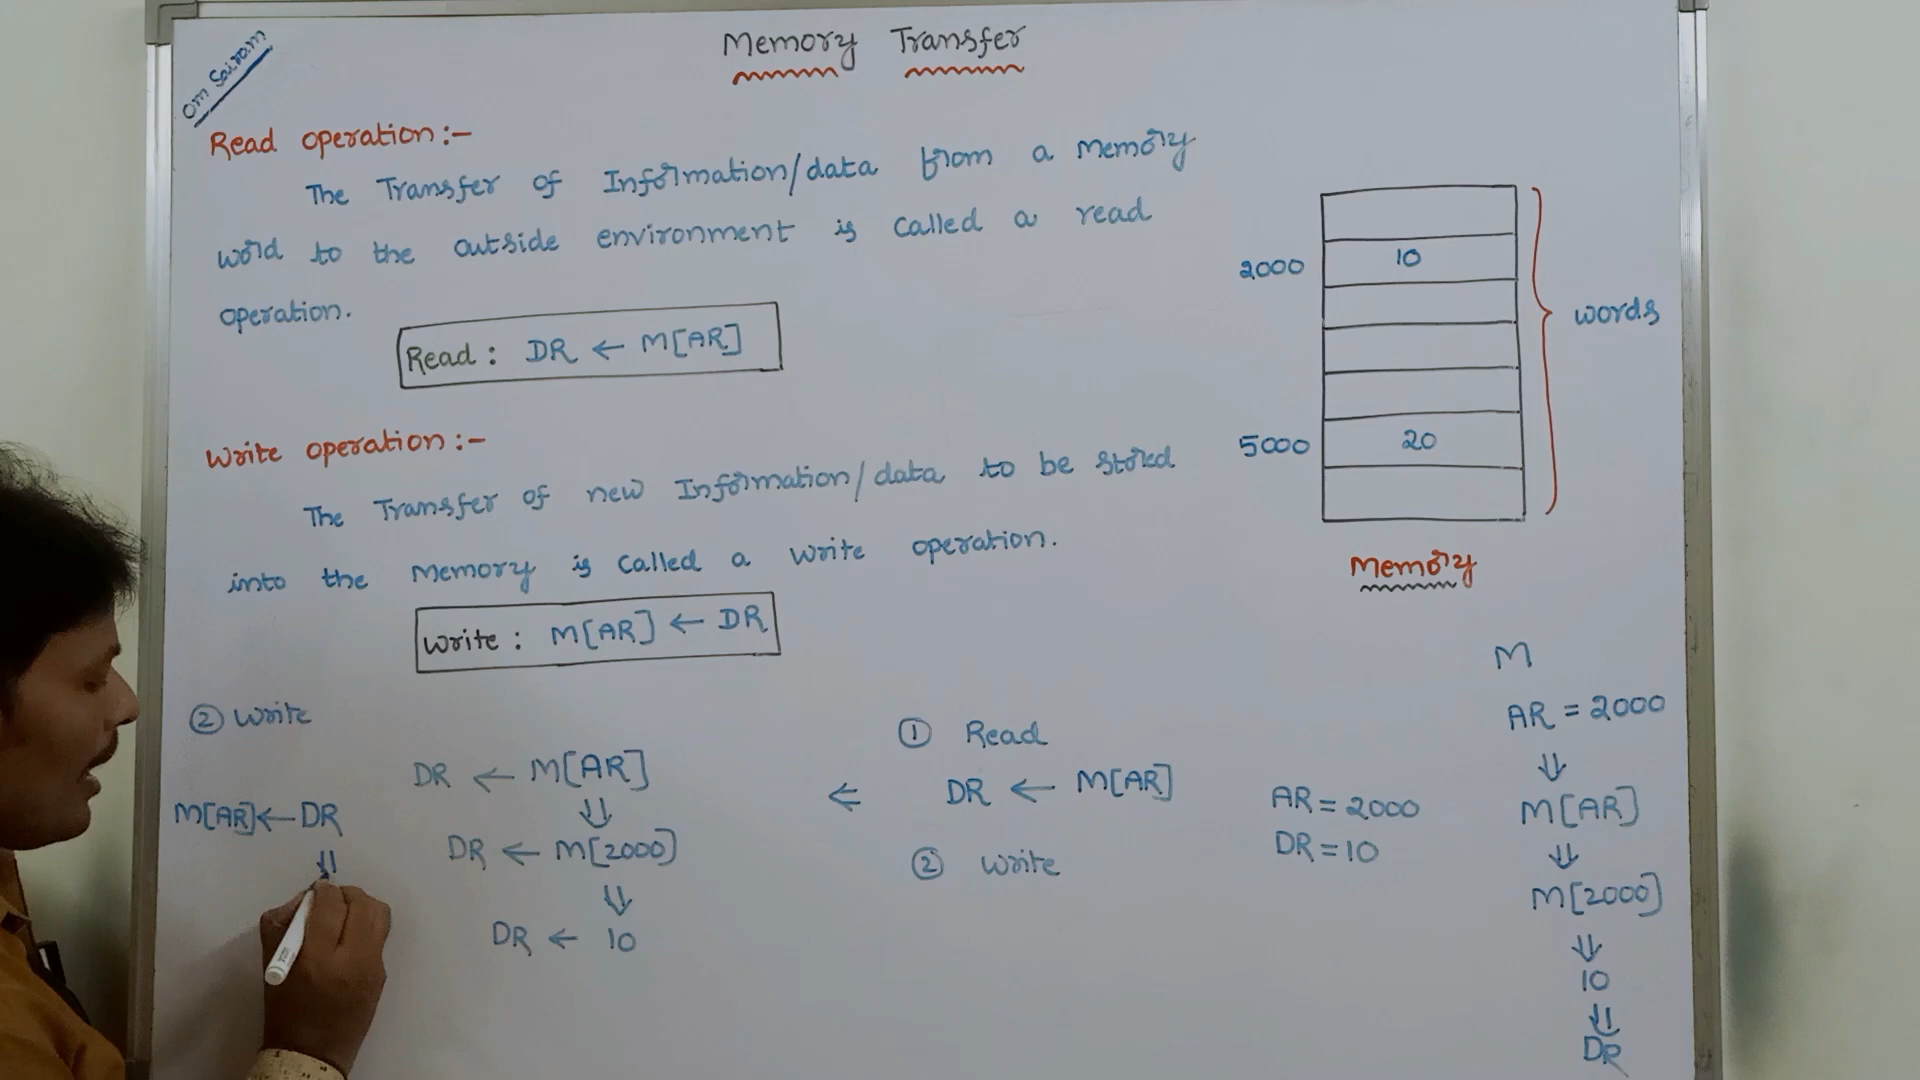 Om Sairam
Memory Transfer
Read operation:-
The Transfer of Information/data from a memory
word to the outside environment is called a read
operation.
Read : DR ← M[AR]
Write operation:-
The Transfer of new Information/data to be stored
into the memory is called a write operation.
Write : M[AR] ← DR
2000 10
5000 20
words
Memory
② Write
M[AR] ← DR
⇓
DR ← M[AR]
⇓
DR ← M[2000]
⇓
DR ← 10
⇐
① Read
DR ← M[AR]
② Write
AR = 2000
DR = 10
M
AR = 2000
⇓
M[AR]
⇓
M[2000]
⇓
10
⇓
DR